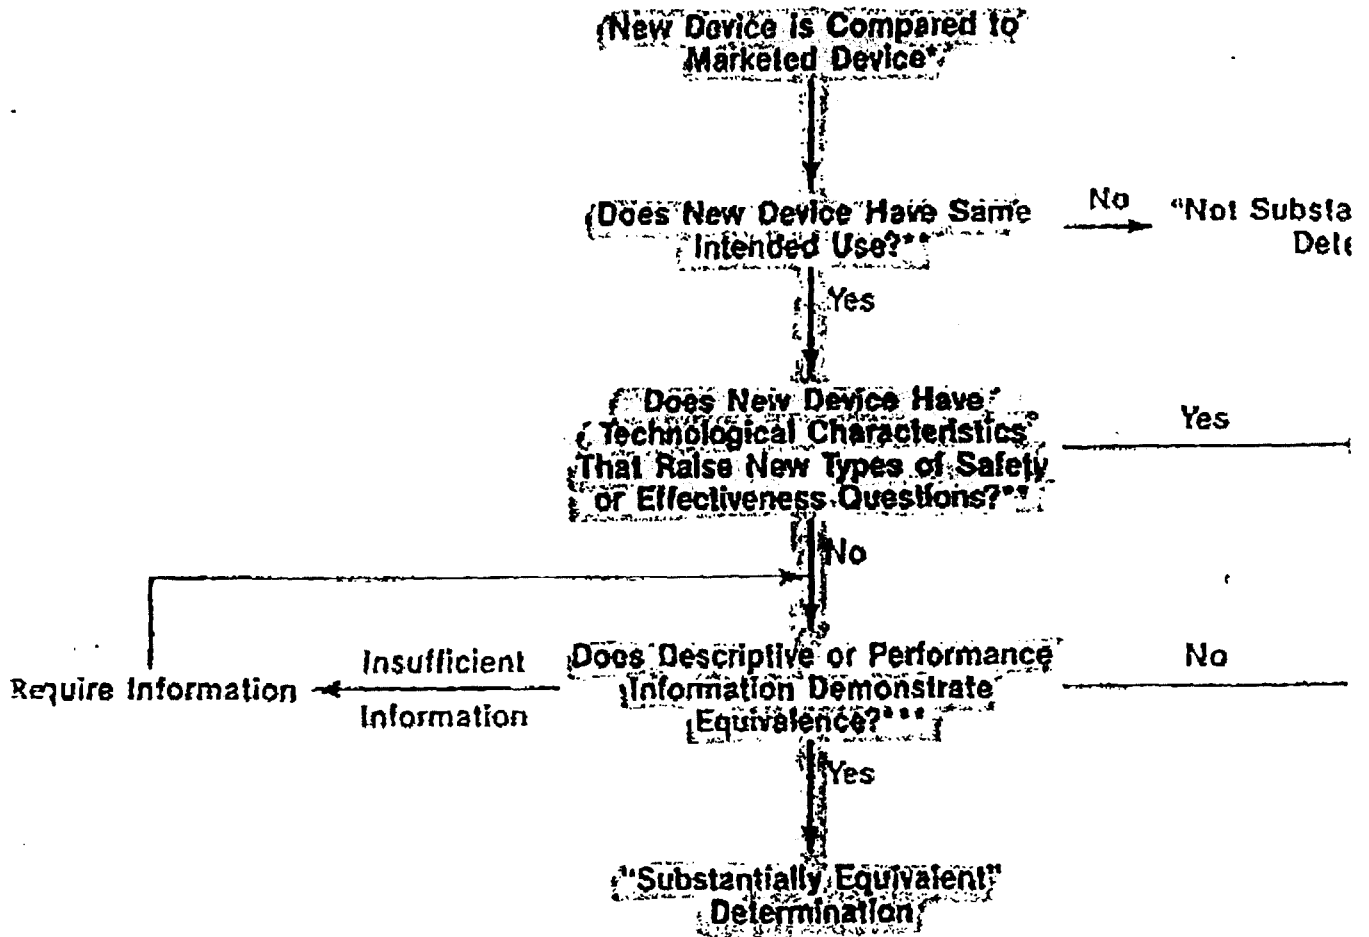 New Device is Compared to
Marketed Device*
Does New Device Have Same
Intended Use?**
No
"Not Substa
Dete
Yes
Does New Device Have
Technological Characteristics
That Raise New Types of Safety
or Effectiveness Questions?**
Yes
No
Does Descriptive or Performance
Information Demonstrate
Equivalence?***
No
Insufficient
Information
Require Information
Yes
"Substantially Equivalent"
Determination